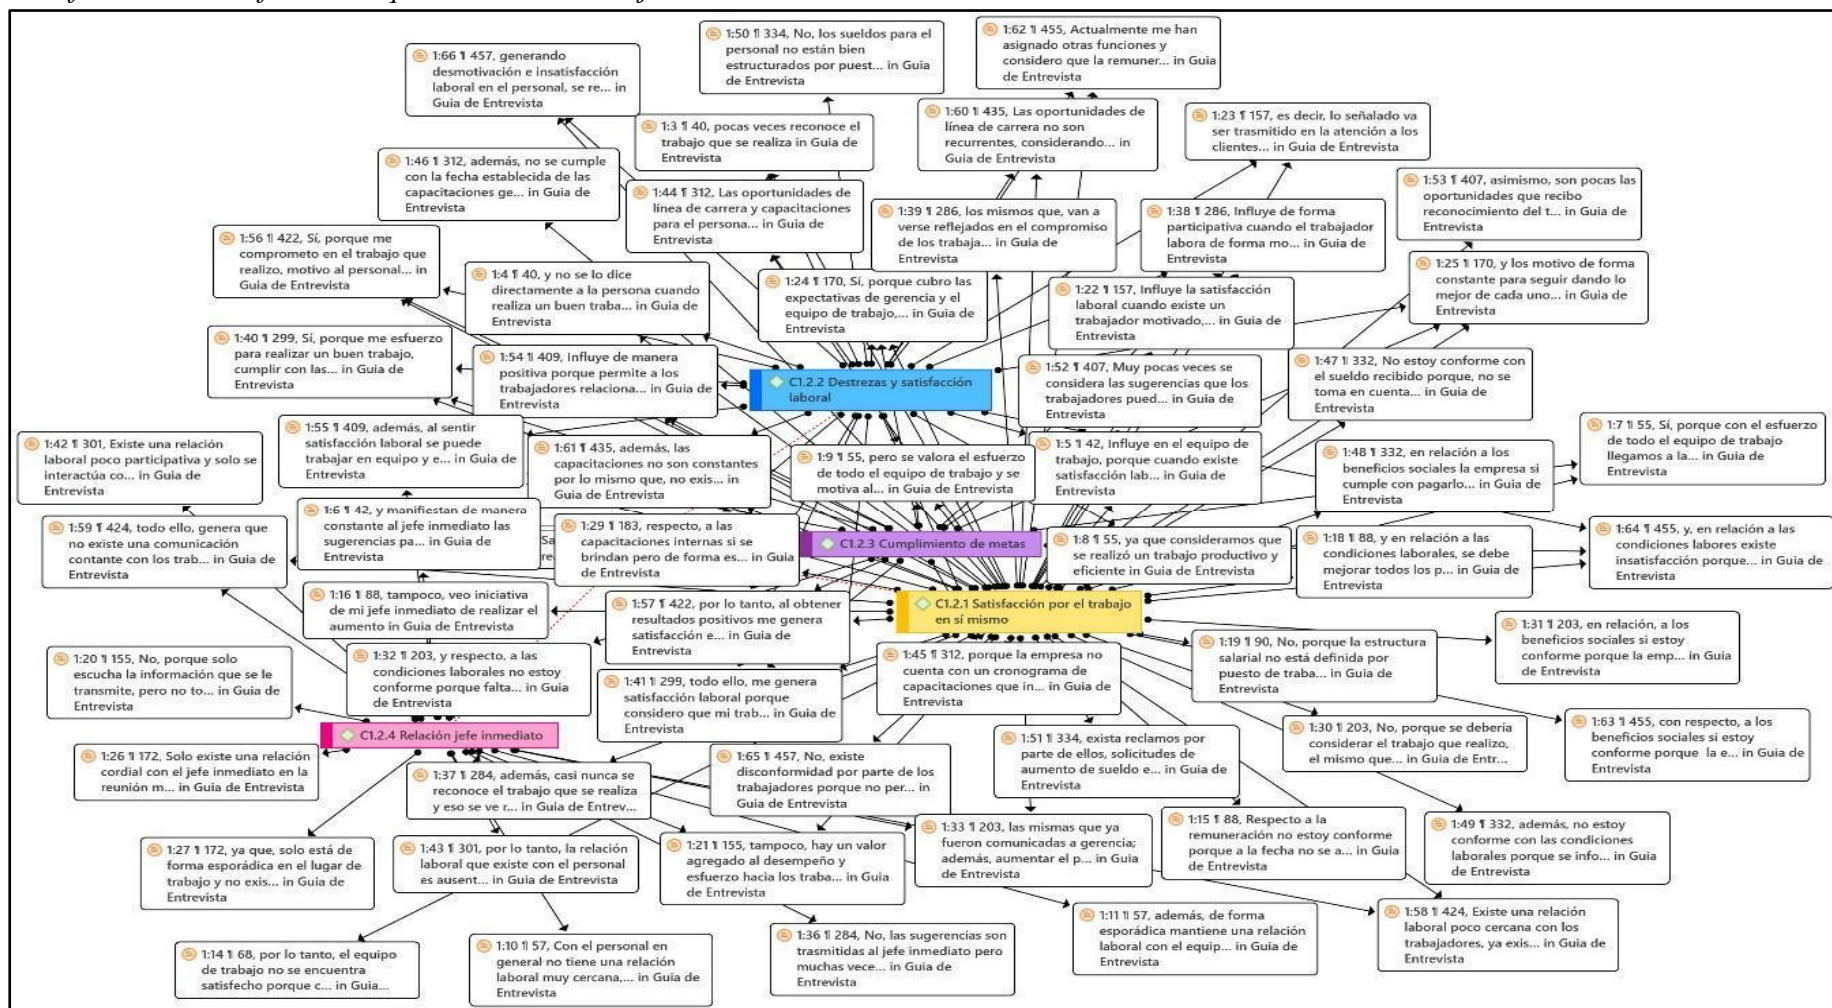 1:50 ¶ 334, No, los sueldos para el
personal no están bien
estructurados por puest... in Guia
de Entrevista
1:62 ¶ 455, Actualmente me han
asignado otras funciones y
considero que la remuner... in Guia
de Entrevista
1:66 ¶ 457, generando
desmotivación e insatisfacción
laboral en el personal, se re... in
Guia de Entrevista
1:3 ¶ 40, pocas veces reconoce el
trabajo que se realiza in Guia de
Entrevista
1:60 ¶ 435, Las oportunidades de
línea de carrera no son
recurrentes, considerando... in
Guia de Entrevista
1:23 ¶ 157, es decir, lo señalado va
ser trasmitido en la atención a los
clientes... in Guia de Entrevista
1:46 ¶ 312, además, no se cumple
con la fecha establecida de las
capacitaciones ge... in Guia de
Entrevista
1:44 ¶ 312, Las oportunidades de
línea de carrera y capacitaciones
para el persona... in Guia de
Entrevista
1:39 ¶ 286, los mismos que, van a
verse reflejados en el compromiso
de los trabaja... in Guia de
Entrevista
1:38 ¶ 286, Influye de forma
participativa cuando el trabajador
labora de forma mo... in Guia de
Entrevista
1:53 ¶ 407, asimismo, son pocas las
oportunidades que recibo
reconocimiento del t... in Guia de
Entrevista
1:56 ¶ 422, Sí, porque me
comprometo en el trabajo que
realizo, motivo al personal... in
Guia de Entrevista
1:4 ¶ 40, y no se lo dice
directamente a la persona cuando
realiza un buen traba... in Guia de
Entrevista
1:24 ¶ 170, Sí, porque cubro las
expectativas de gerencia y el
equipo de trabajo,... in Guia de
Entrevista
1:22 ¶ 157, Influye la satisfacción
laboral cuando existe un
trabajador motivado,... in Guia de
Entrevista
1:25 ¶ 170, y los motivo de forma
constante para seguir dando lo
mejor de cada uno... in Guia de
Entrevista
1:40 ¶ 299, Sí, porque me esfuerzo
para realizar un buen trabajo,
cumplir con las... in Guia de
Entrevista
1:54 ¶ 409, Influye de manera
positiva porque permite a los
trabajadores relaciona... in Guia de
Entrevista
C1.2.2 Destrezas y satisfacción
laboral
1:52 ¶ 407, Muy pocas veces se
considera las sugerencias que los
trabajadores pued... in Guia de
Entrevista
1:47 ¶ 332, No estoy conforme con
el sueldo recibido porque, no se
toma en cuenta... in Guia de
Entrevista
1:42 ¶ 301, Existe una relación
laboral poco participativa y solo se
interactúa co... in Guia de
Entrevista
1:55 ¶ 409, además, al sentir
satisfacción laboral se puede
trabajar en equipo y e... in Guia de
Entrevista
1:61 ¶ 435, además, las
capacitaciones no son constantes
por lo mismo que, no exis... in
Guia de Entrevista
1:9 ¶ 55, pero se valora el esfuerzo
de todo el equipo de trabajo y se
motiva al... in Guia de Entrevista
1:5 ¶ 42, Influye en el equipo de
trabajo, porque cuando existe
satisfacción lab... in Guia de
Entrevista
1:48 ¶ 332, en relación a los
beneficios sociales la empresa si
cumple con pagarlo... in Guia de
Entrevista
1:7 ¶ 55, Sí, porque con el esfuerzo
de todo el equipo de trabajo
llegamos a la... in Guia de
Entrevista
1:59 ¶ 424, todo ello, genera que
no existe una comunicación
contante con los trab... in Guia de
Entrevista
1:6 ¶ 42, y manifiestan de manera
constante al jefe inmediato las
sugerencias pa... in Guia de
Entrevista
1:29 ¶ 183, respecto, a las
capacitaciones internas si se
brindan pero de forma es... in Guia
de Entrevista
C1.2.3 Cumplimiento de metas
1:8 ¶ 55, ya que consideramos que
se realizó un trabajo productivo y
eficiente in Guia de Entrevista
1:18 ¶ 88, y en relación a las
condiciones laborales, se debe
mejorar todos los p... in Guia de
Entrevista
1:64 ¶ 455, y, en relación a las
condiciones labores existe
insatisfacción porque... in Guia de
Entrevista
1:16 ¶ 88, tampoco, veo iniciativa
de mi jefe inmediato de realizar el
aumento in Guia de Entrevista
1:57 ¶ 422, por lo tanto, al obtener
resultados positivos me genera
satisfacción e... in Guia de
Entrevista
C1.2.1 Satisfacción por el trabajo
en sí mismo
1:31 ¶ 203, en relación, a los
beneficios sociales si estoy
conforme porque la emp... in Guia
de Entrevista
1:20 ¶ 155, No, porque solo
escucha la información que se le
transmite, pero no to... in Guia de
Entrevista
1:32 ¶ 203, y respecto, a las
condiciones laborales no estoy
conforme porque falta... in Guia
de Entrevista
1:41 ¶ 299, todo ello, me genera
satisfacción laboral porque
considero que mi trab... in Guia de
Entrevista
1:45 ¶ 312, porque la empresa no
cuenta con un cronograma de
capacitaciones que in... in Guia de
Entrevista
1:19 ¶ 90, No, porque la estructura
salarial no está definida por
puesto de traba... in Guia de
Entrevista
C1.2.4 Relación jefe inmediato
1:26 ¶ 172, Solo existe una relación
cordial con el jefe inmediato en la
reunión m... in Guia de Entrevista
1:37 ¶ 284, además, casi nunca se
reconoce el trabajo que se realiza
y eso se ve r... in Guia de Entrev...
1:65 ¶ 457, No, existe
disconformidad por parte de los
trabajadores porque no per... in
Guia de Entrevista
1:51 ¶ 334, exista reclamos por
parte de ellos, solicitudes de
aumento de sueldo e... in Guia de
Entrevista
1:30 ¶ 203, No, porque se debería
considerar el trabajo que realizo,
el mismo que... in Guia de Entr...
1:63 ¶ 455, con respecto, a los
beneficios sociales si estoy
conforme porque la e... in Guia de
Entrevista
1:27 ¶ 172, ya que, solo está de
forma esporádica en el lugar de
trabajo y no exis... in Guia de
Entrevista
1:43 ¶ 301, por lo tanto, la relación
laboral que existe con el personal
es ausent... in Guia de Entrevista
1:21 ¶ 155, tampoco, hay un valor
agregado al desempeño y
esfuerzo hacia los traba... in Guia
de Entrevista
1:33 ¶ 203, las mismas que ya
fueron comunicadas a gerencia;
además, aumentar el p... in Guia
de Entrevista
1:15 ¶ 88, Respecto a la
remuneración no estoy conforme
porque a la fecha no se a... in Guia
de Entrevista
1:49 ¶ 332, además, no estoy
conforme con las condiciones
laborales porque se info... in Guia
de Entrevista
1:14 ¶ 68, por lo tanto, el equipo
de trabajo no se encuentra
satisfecho porque c... in Guia...
1:10 ¶ 57, Con el personal en
general no tiene una relación
laboral muy cercana,... in Guia de
Entrevista
1:36 ¶ 284, No, las sugerencias son
trasmitidas al jefe inmediato pero
muchas vece... in Guia de
Entrevista
1:11 ¶ 57, además, de forma
esporádica mantiene una relación
laboral con el equip... in Guia de
Entrevista
1:58 ¶ 424, Existe una relación
laboral poco cercana con los
trabajadores, ya exis... in Guia de
Entrevista